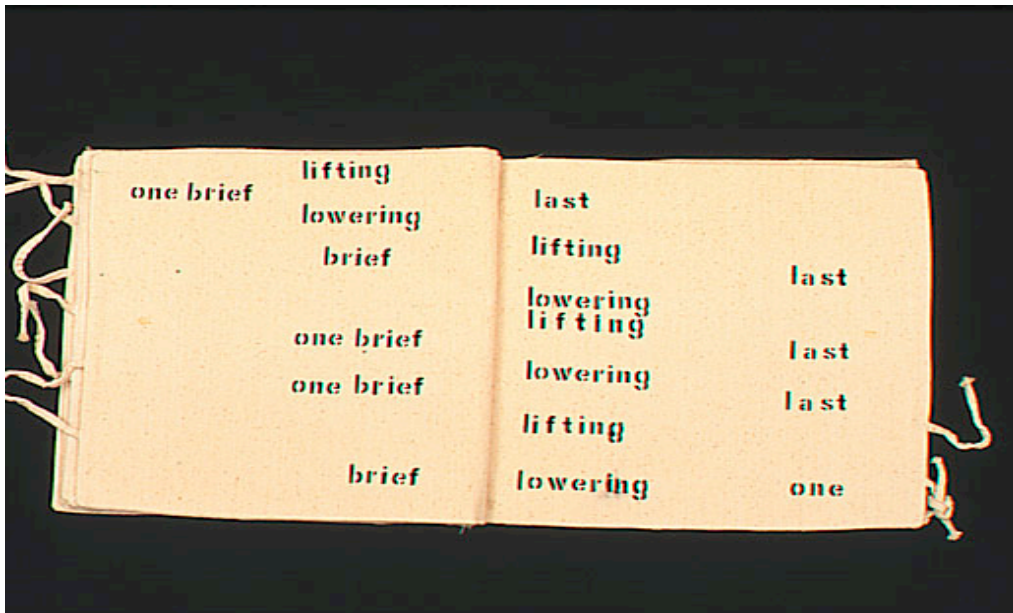 lifting
one brief
lowering
brief
one brief
one brief
brief
last
lifting
last
lowering
lifting
last
lowering
last
lifting
lowering one